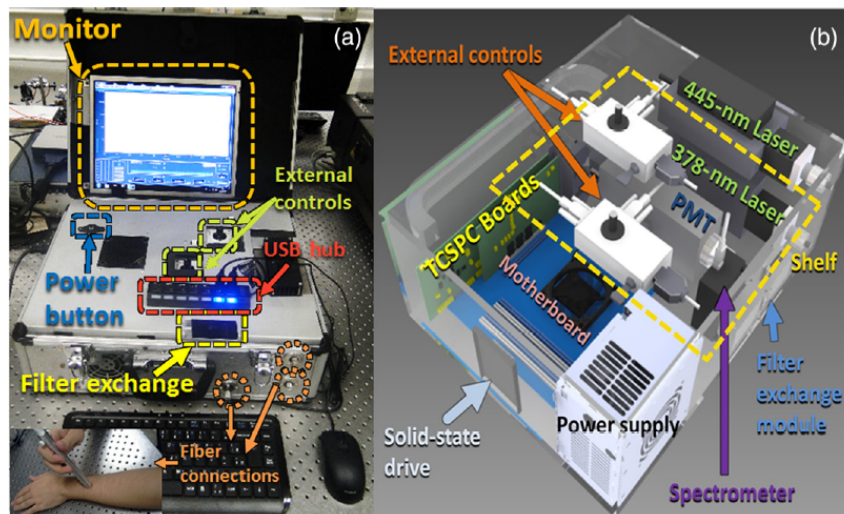 Monitor
(a)
External
controls
USB hub
Power
button
Filter exchange
Fiber
connections
(b)
External controls
445-nm Laser
378-nm Laser
PMT
TCSPC Boards
Motherboard
Shelf
Filter
exchange
module
Power supply
Solid-state
drive
Spectrometer